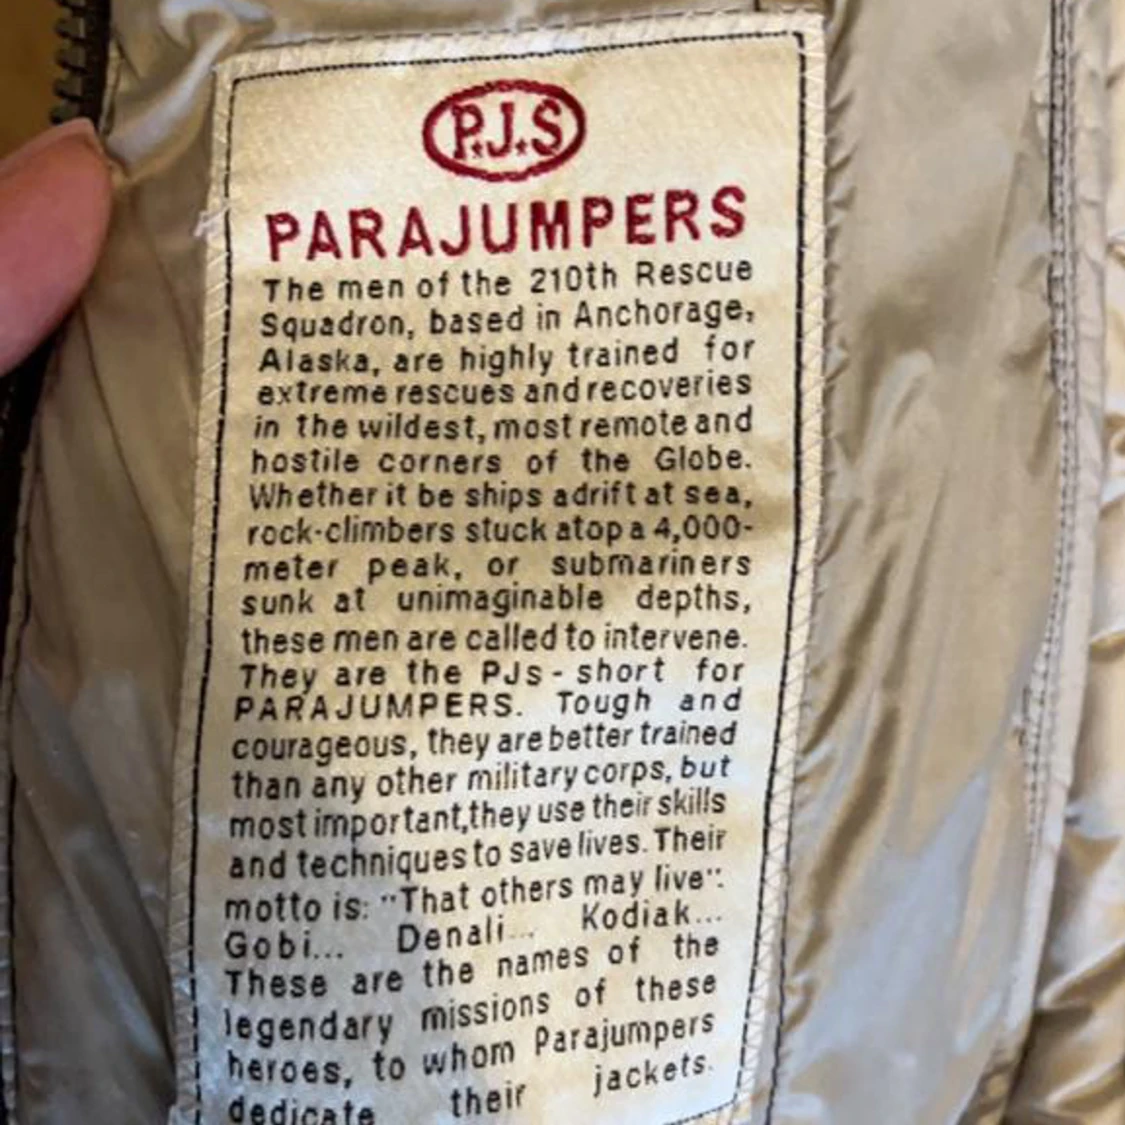 P.J.S
PARAJUMPERS
The men of the 210th Rescue
Squadron, based in Anchorage,
Alaska, are highly trained for
extreme rescues and recoveries
in the wildest, most remote and
hostile corners of the Globe.
Whether it be ships adrift at sea,
rock-climbers stuck atop a 4,000-
meter peak, or submariners
sunk at unimaginable depths,
these men are called to intervene.
They are the PJs - short for
PARAJUMPERS. Tough and
courageous, they are better trained
than any other military corps, but
most important,they use their skills
and techniques to save lives. Their
motto is: "That others may live".
Gobi... Denali... Kodiak...
These are the names of the
legendary missions of these
heroes, to whom Parajumpers
dedicate their jackets.